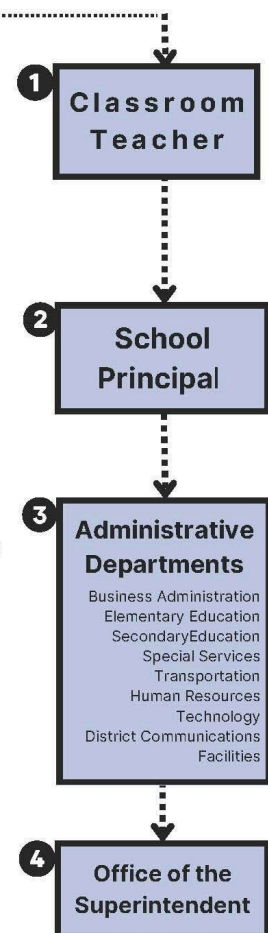 1
Classroom
Teacher
2
School
Principal
3
Administrative
Departments
Business Administration
Elementary Education
SecondaryEducation
Special Services
Transportation
Human Resources
Technology
District Communications
Facilities
4
Office of the
Superintendent